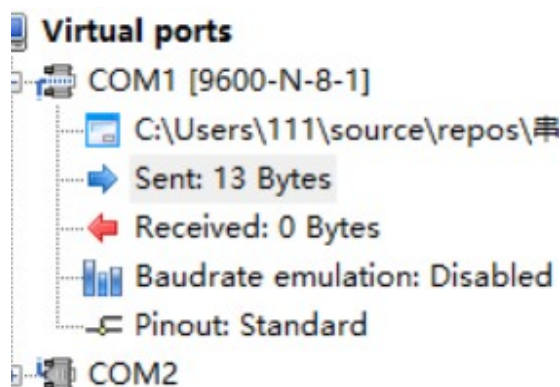 Virtual ports
COM1 [9600-N-8-1]
C:\Users\111\source\repos\串
Sent: 13 Bytes
Received: 0 Bytes
Baudrate emulation: Disabled
Pinout: Standard
COM2